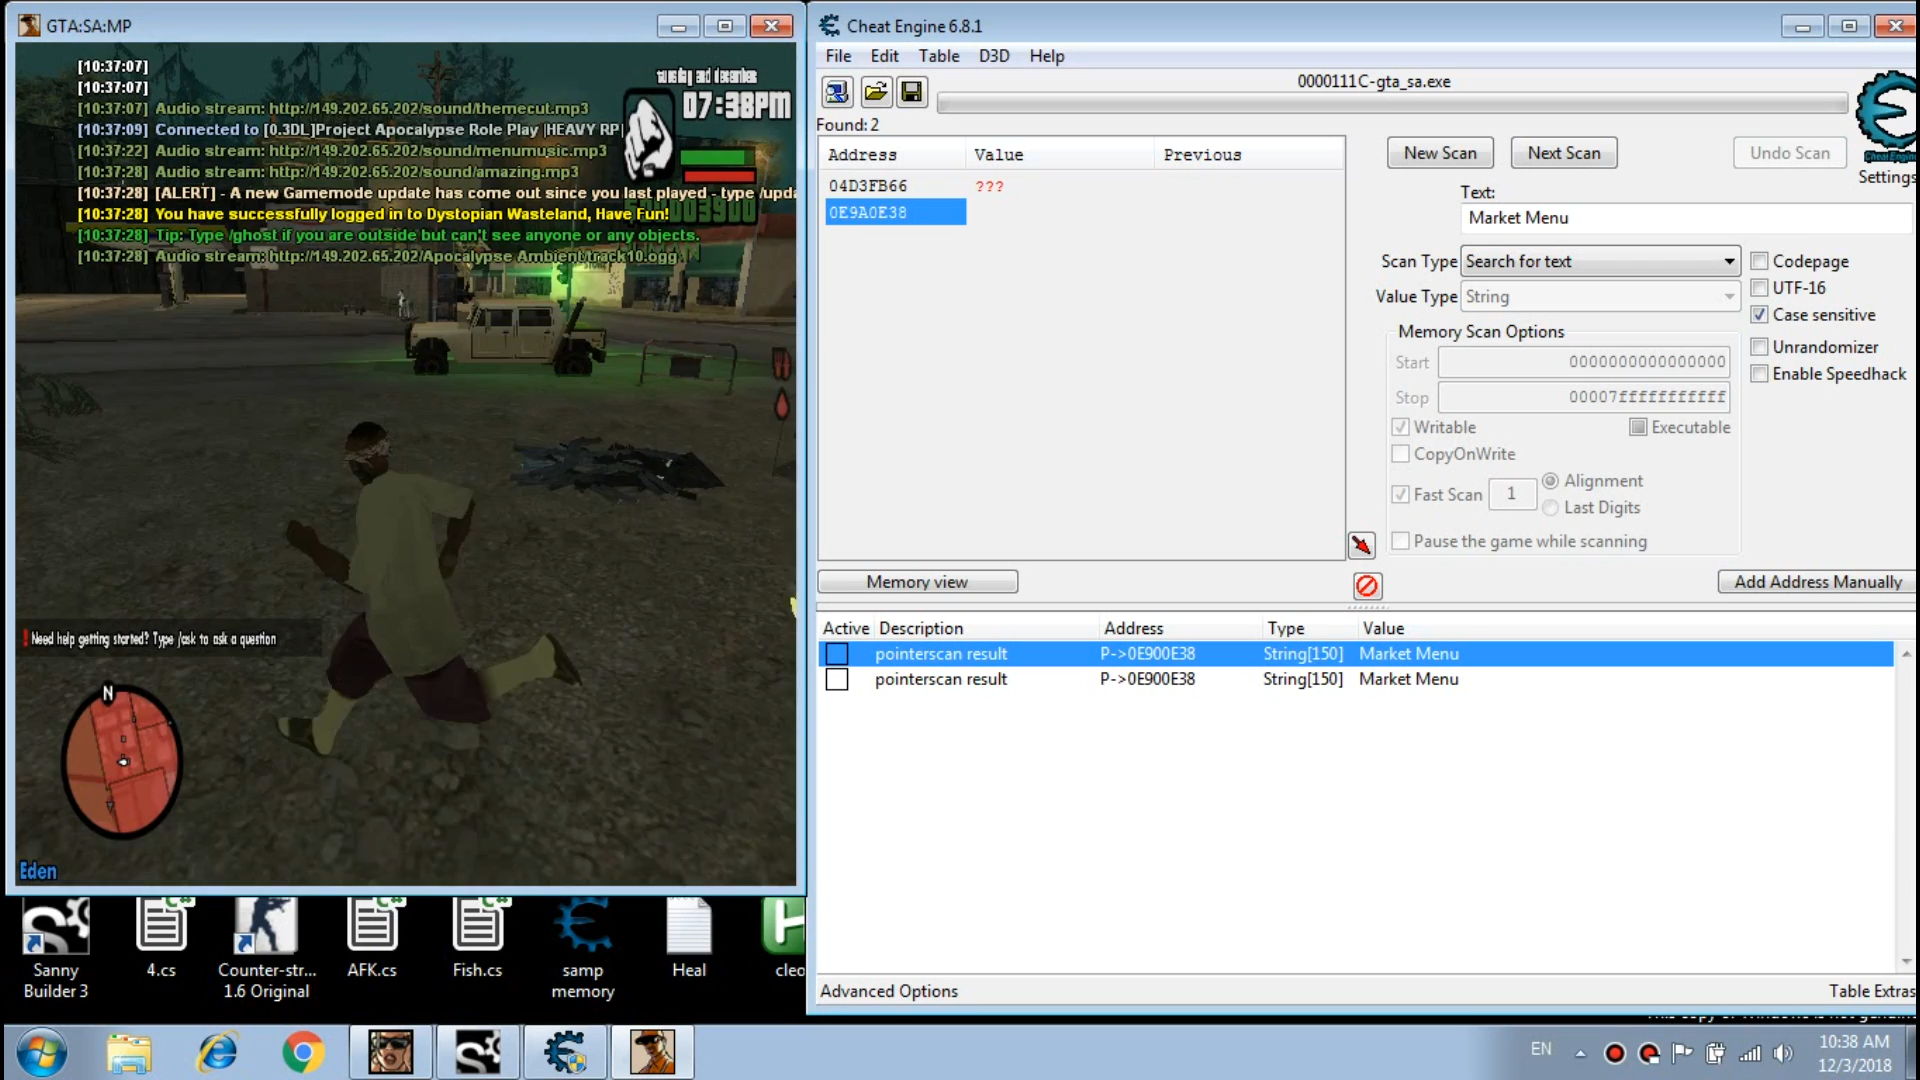 GTA:SA:MP
[10:37:07]
[10:37:07]
[10:37:07] Audio stream: http://149.202.65.202/sound/themecut.mp3
[10:37:09] Connected to [0.3DL]Project Apocalypse Role Play |HEAVY RP|
[10:37:22] Audio stream: http://149.202.65.202/sound/menumusic.mp3
[10:37:28] Audio stream: http://149.202.65.202/sound/amazing.mp3
[10:37:28] [ALERT] - A new Gamemode update has come out since you last played - type /upda
[10:37:28] You have successfully logged in to Dystopian Wasteland, Have Fun!
[10:37:28] Tip: Type /ghost if you are outside but can't see anyone or any objects.
[10:37:28] Audio stream: http://149.202.65.202/Apocalypse Ambient/track10.ogg
07:38PM
! Need help getting started? Type /ask to ask a question
N
Eden
Cheat Engine 6.8.1
File Edit Table D3D Help
0000111C-gta_sa.exe
Found: 2
Address Value Previous
04D3FB66 ???
0E9A0E38
New Scan Next Scan Undo Scan
Cheat Engine
Settings
Text:
Market Menu
Scan Type Search for text
Value Type String
Codepage
UTF-16
Case sensitive
Unrandomizer
Enable Speedhack
Memory Scan Options
Start 0000000000000000
Stop 00007fffffffffff
Writable Executable
CopyOnWrite
Fast Scan 1 Alignment
Last Digits
Pause the game while scanning
Memory view
Add Address Manually
Active Description Address Type Value
pointerscan result P->0E900E38 String[150] Market Menu
pointerscan result P->0E900E38 String[150] Market Menu
Advanced Options
Table Extras
Sanny Builder 3
4.cs
Counter-str... 1.6 Original
AFK.cs
Fish.cs
samp memory
Heal
cleo
EN
10:38 AM
12/3/2018